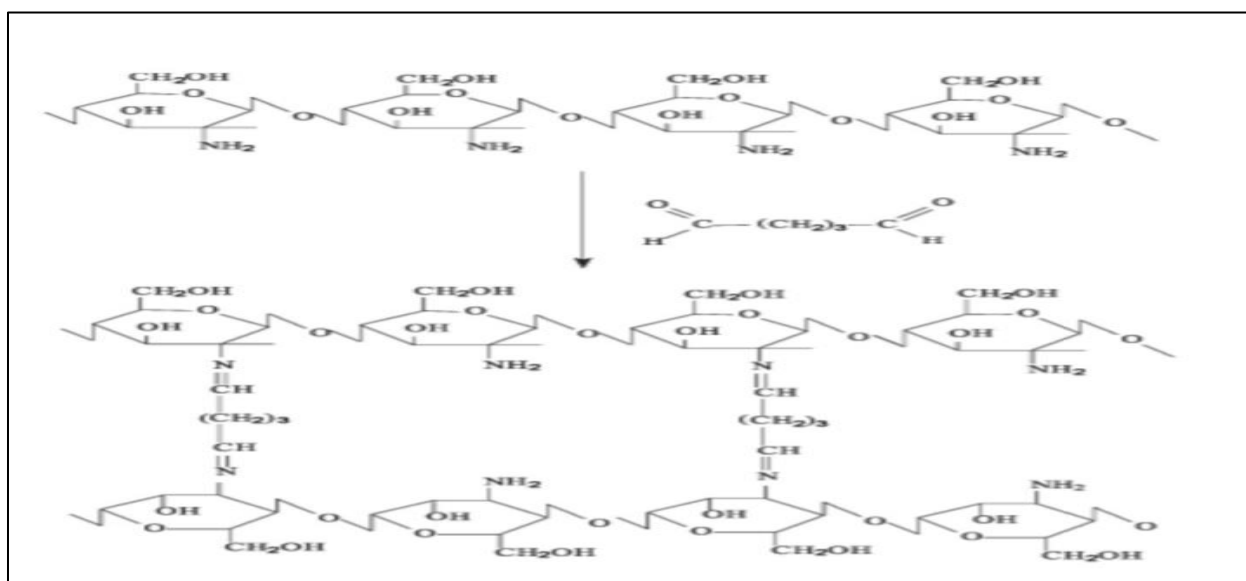 CH₂OH CH₂OH CH₂OH CH₂OH
O O O O
OH O OH O OH O OH O
NH₂ NH₂ NH₂ NH₂
O O
C—(CH₂)₃—C
H H
CH₂OH CH₂OH CH₂OH CH₂OH
O O O O
OH O OH O OH O OH O
N NH₂ N NH₂
CH CH
(CH₂)₃ (CH₂)₃
CH CH
N NH₂ N NH₂
OH O OH O OH O OH O
O O O O
CH₂OH CH₂OH CH₂OH CH₂OH